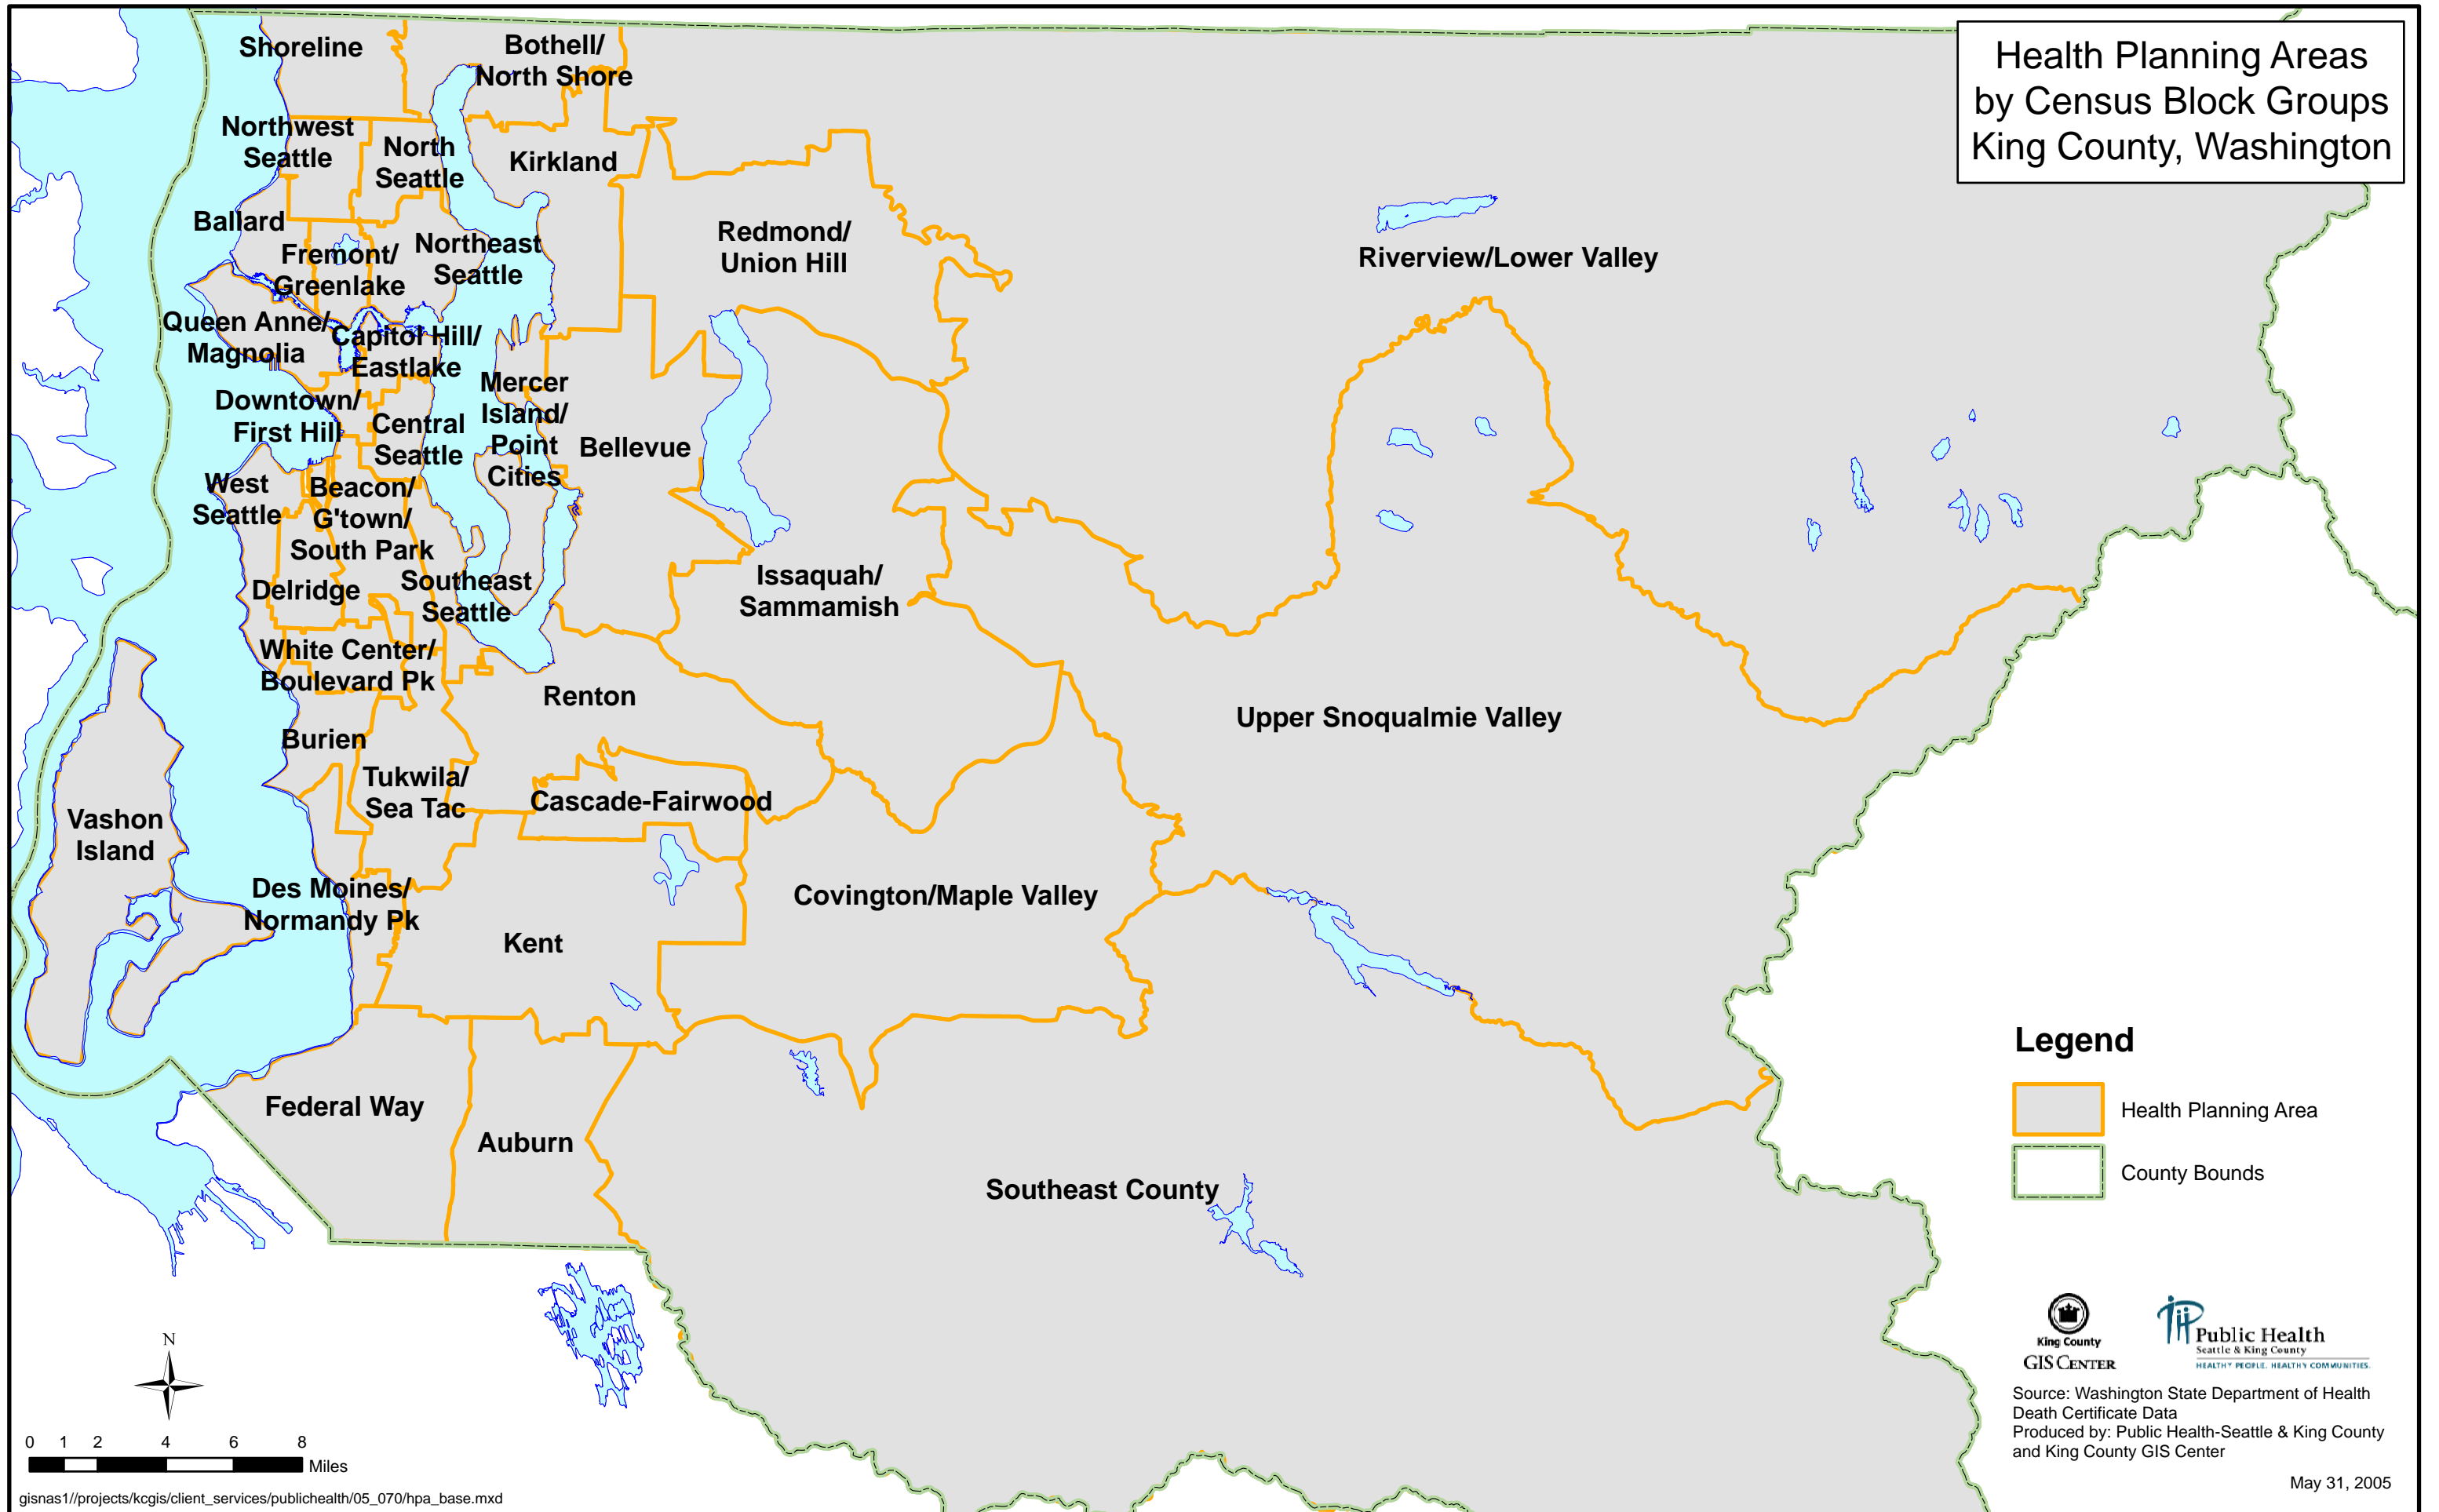 Health Planning Areas
by Census Block Groups
King County, Washington
Shoreline
Bothell/
North Shore
Northwest
Seattle
North
Seattle
Kirkland
Ballard
Fremont/
Greenlake
Northeast
Seattle
Redmond/
Union Hill
Riverview/Lower Valley
Queen Anne/
Magnolia
Capitol Hill/
Eastlake
Mercer
Island/
Point
Cities
Downtown/
First Hill
Central
Seattle
Bellevue
West
Seattle
Beacon/
G'town/
South Park
Delridge
Southeast
Seattle
Issaquah/
Sammamish
White Center/
Boulevard Pk
Renton
Upper Snoqualmie Valley
Burien
Tukwila/
Sea Tac
Cascade-Fairwood
Vashon
Island
Des Moines/
Normandy Pk
Covington/Maple Valley
Kent
Federal Way
Auburn
Southeast County
Legend
Health Planning Area
County Bounds
King County
GIS CENTER
Public Health
Seattle & King County
HEALTHY PEOPLE. HEALTHY COMMUNITIES.
Source: Washington State Department of Health
Death Certificate Data
Produced by: Public Health-Seattle & King County
and King County GIS Center
May 31, 2005
N
0 1 2 4 6 8
Miles
gisnas1//projects/kcgis/client_services/publichealth/05_070/hpa_base.mxd